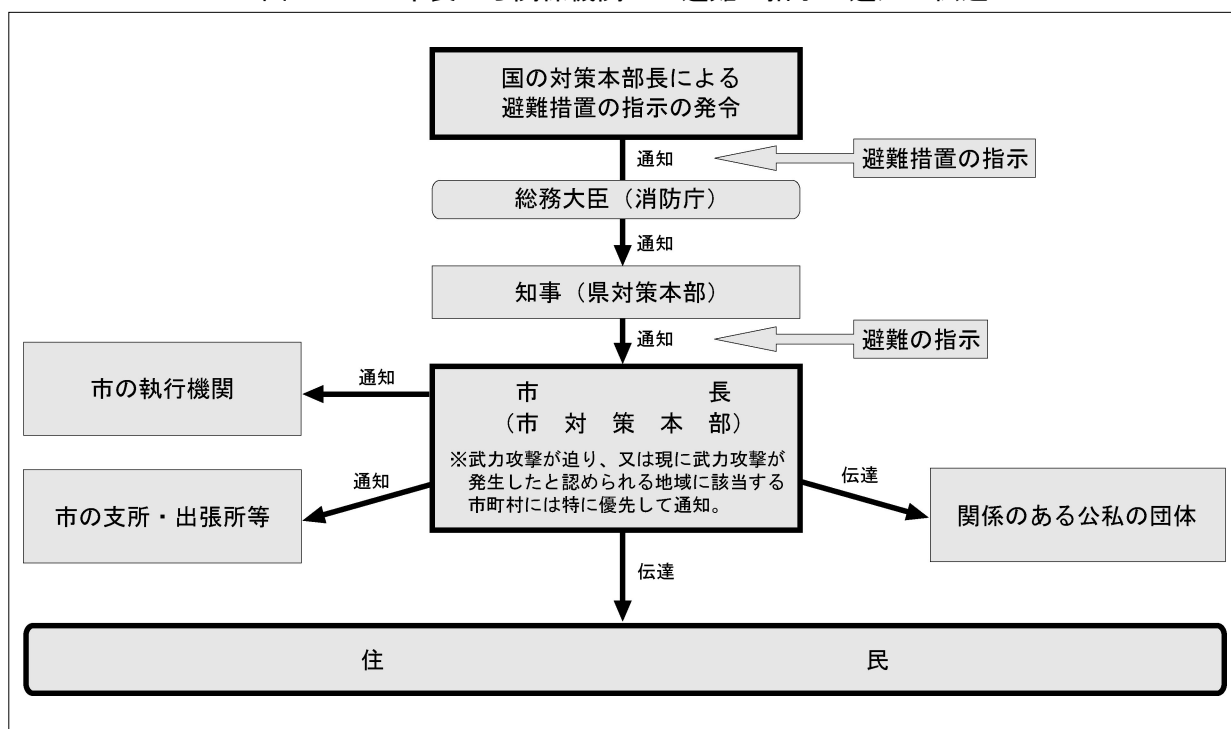 国の対策本部長による
避難措置の指示の発令
通知
避難措置の指示
総務大臣（消防庁）
通知
知事（県対策本部）
通知
避難の指示
市の執行機関
通知
市長
（市対策本部）
※武力攻撃が迫り、又は現に武力攻撃が
発生したと認められる地域に該当する
市町村には特に優先して通知。
通知
市の支所・出張所等
伝達
関係のある公私の団体
伝達
住民